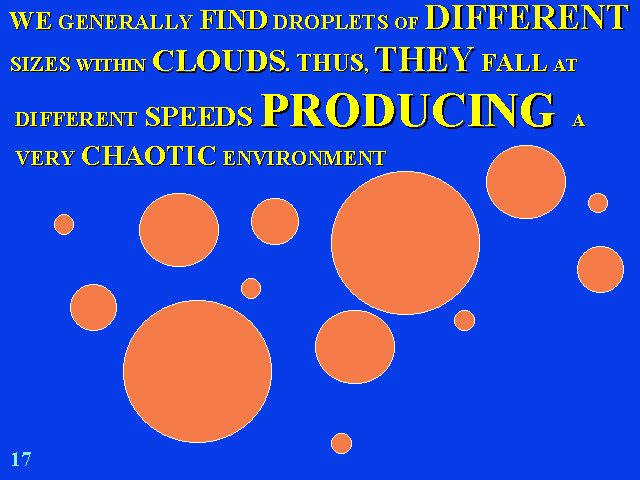 WE GENERALLY FIND DROPLETS OF DIFFERENT
SIZES WITHIN CLOUDS. THUS, THEY FALL AT
DIFFERENT SPEEDS PRODUCING A
VERY CHAOTIC ENVIRONMENT
17